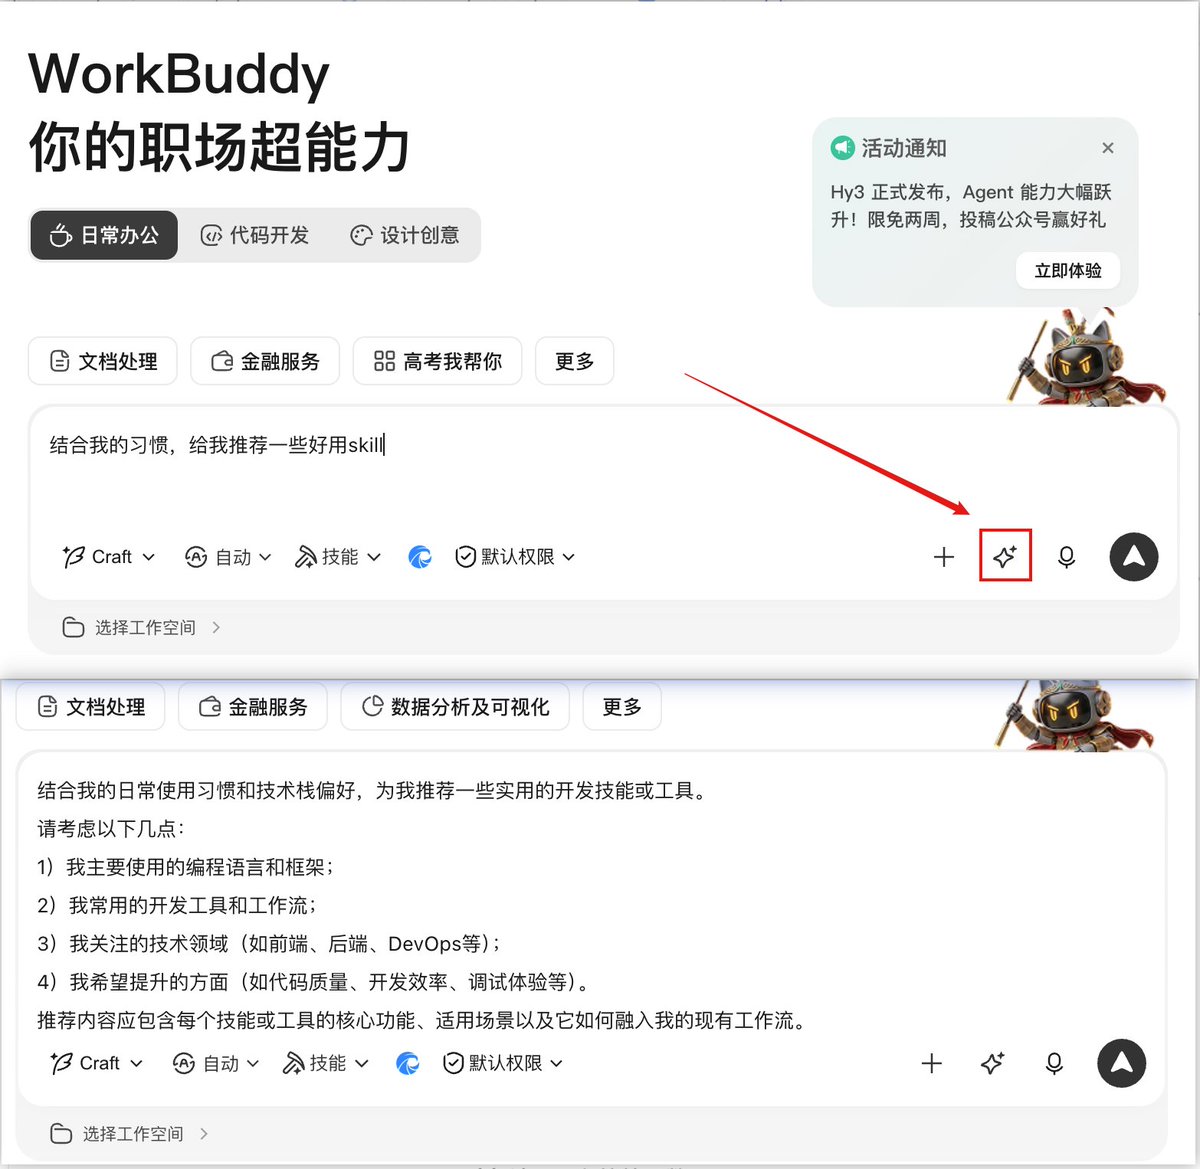 WorkBuddy
你的职场超能力
日常办公
代码开发
设计创意
活动通知
Hy3 正式发布，Agent 能力大幅跃
升！限免两周，投稿公众号赢好礼
立即体验
文档处理
金融服务
高考我帮你
更多
结合我的习惯，给我推荐一些好用skill
Craft
自动
技能
默认权限
选择工作空间
文档处理
金融服务
数据分析及可视化
更多
结合我的日常使用习惯和技术栈偏好，为我推荐一些实用的开发技能或工具。
请考虑以下几点：
1）我主要使用的编程语言和框架；
2）我常用的开发工具和工作流；
3）我关注的技术领域（如前端、后端、DevOps等）；
4）我希望提升的方面（如代码质量、开发效率、调试体验等）。
推荐内容应包含每个技能或工具的核心功能、适用场景以及它如何融入我的现有工作流。
Craft
自动
技能
默认权限
选择工作空间